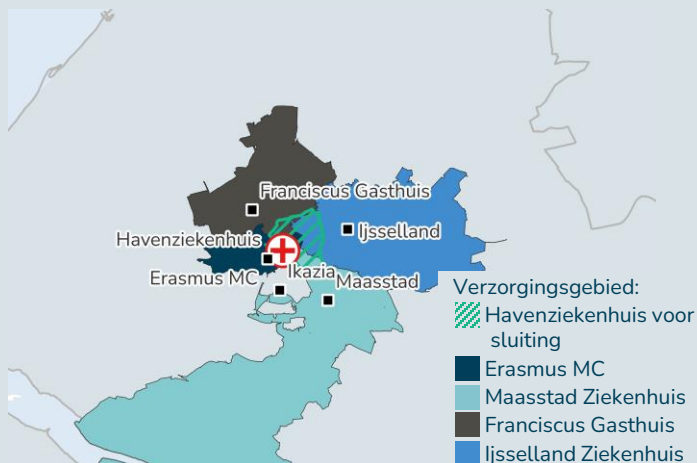 Franciscus Gasthuis
Havenziekenhuis
Ijsselland
Erasmus MC
Ikazia
Maasstad
Verzorgingsgebied:
Havenziekenhuis voor
sluiting
Erasmus MC
Maasstad Ziekenhuis
Franciscus Gasthuis
Ijsselland Ziekenhuis